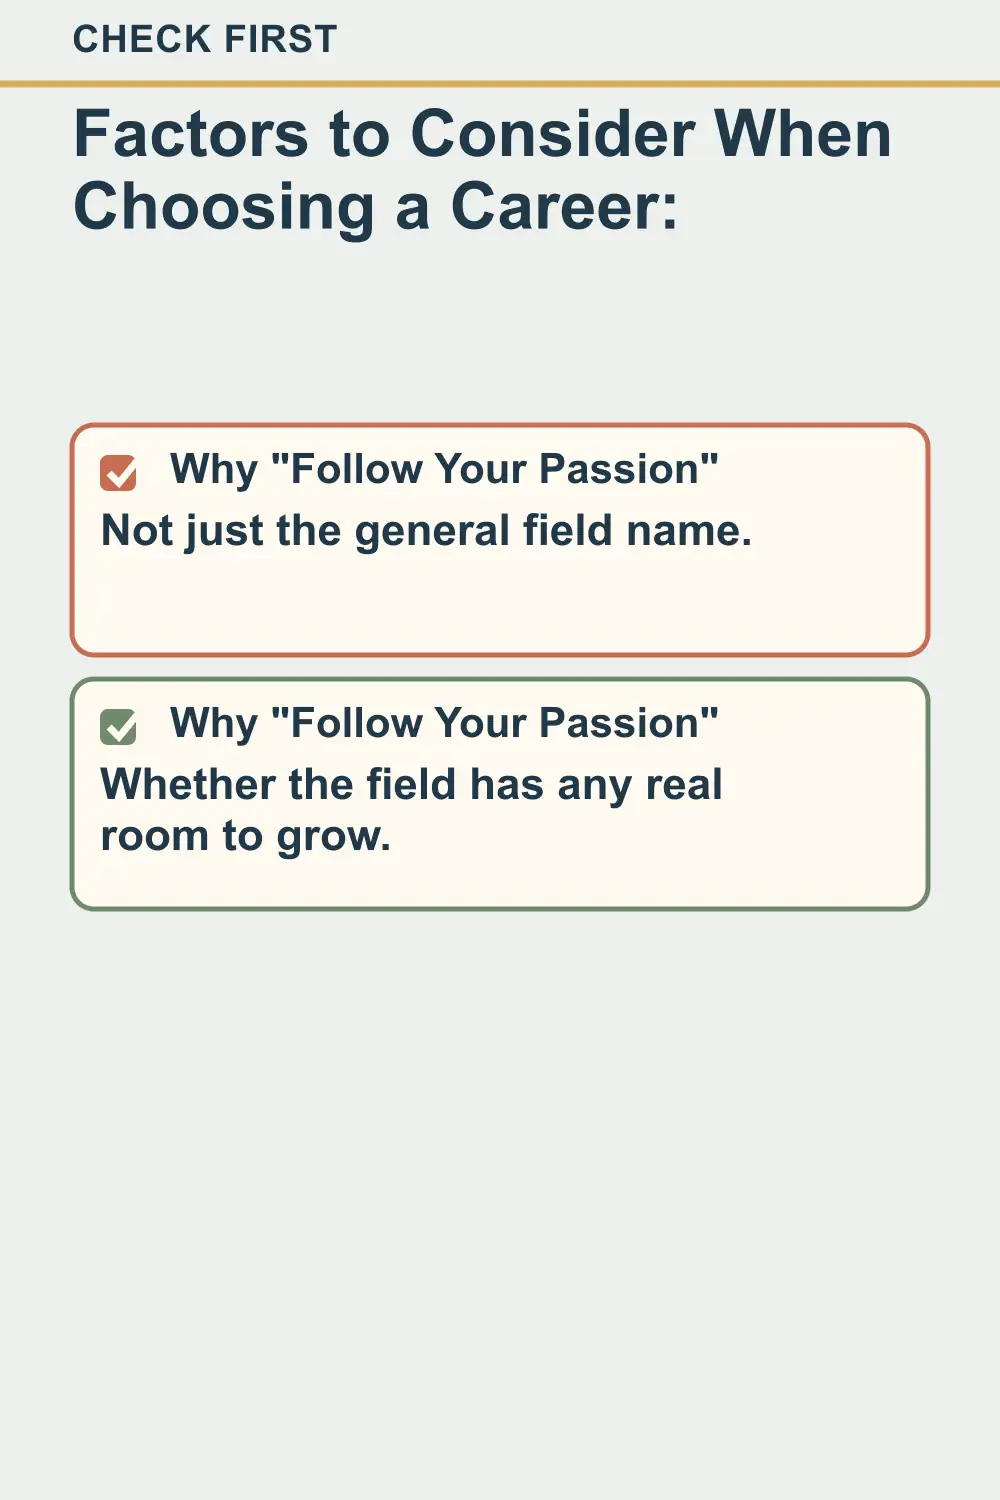 CHECK FIRST
Factors to Consider When
Choosing a Career:
Why "Follow Your Passion"
Not just the general field name.
Why "Follow Your Passion"
Whether the field has any real
room to grow.